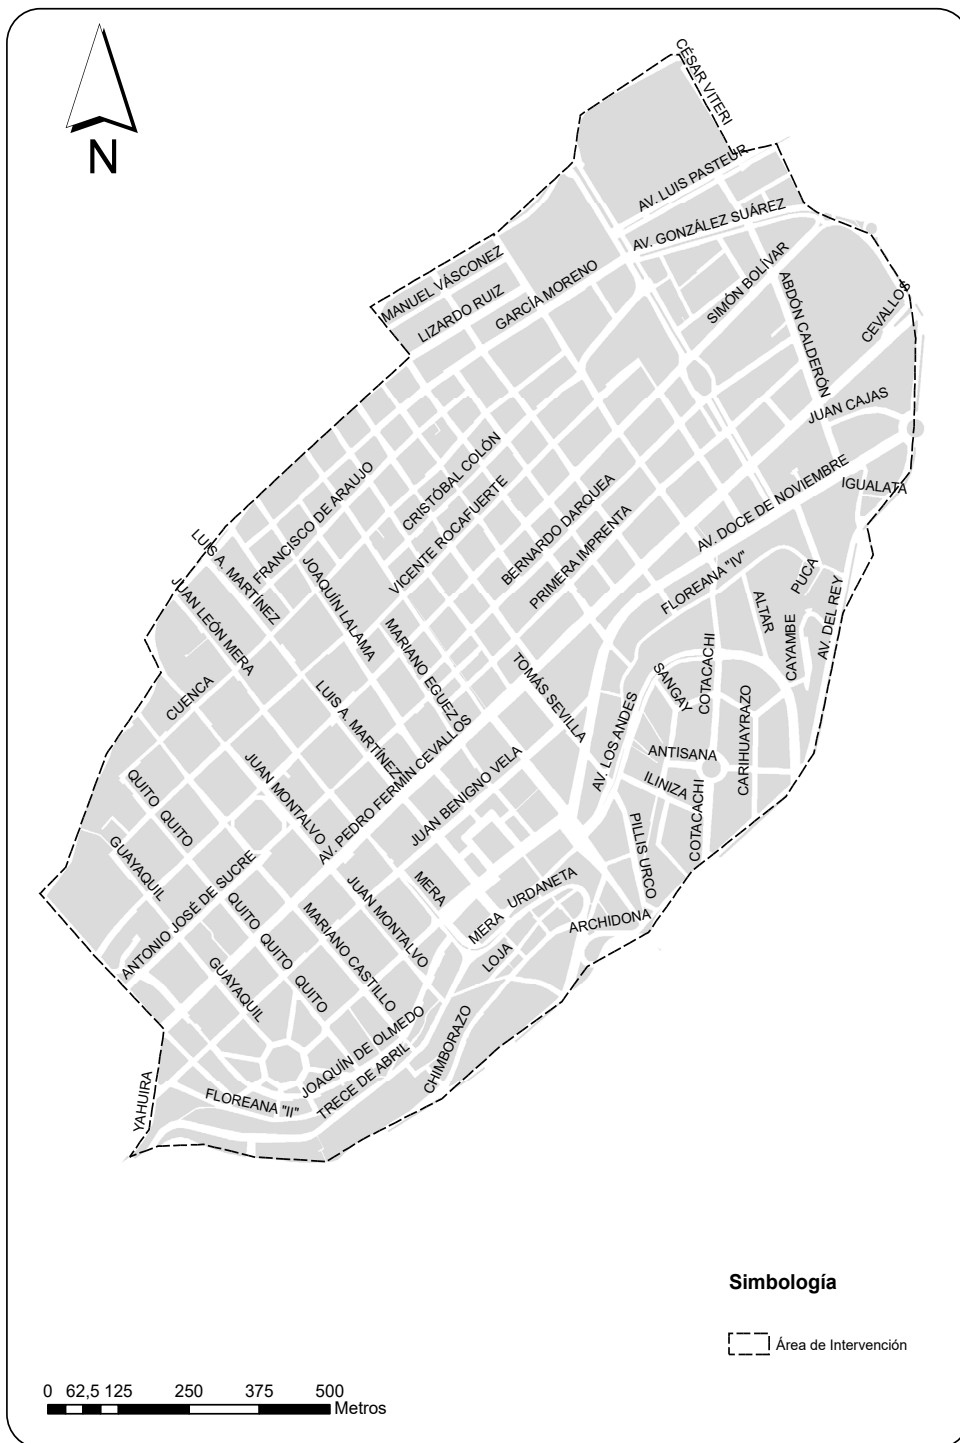 N
CÉSAR VITERI
AV. LUIS PASTEUR
AV. GONZÁLEZ SUÁREZ
MANUEL VÁSCONEZ
LIZARDO RUIZ
GARCÍA MORENO
SIMÓN BOLÍVAR
ABDÓN CALDERÓN
CEVALLOS
JUAN CAJAS
CRISTÓBAL COLÓN
FRANCISCO DE ARAUJO
VICENTE ROCAFUERTE
BERNARDO DARQUEA
PRIMERA IMPRENTA
AV. DOCE DE NOVIEMBRE
IGUALATA
LUIS A. MARTÍNEZ
JOAQUÍN LALAMA
JUAN LEÓN MERA
MARIANO EGUEZ
FLOREANA "IV"
PUCA
ALTAR
CAYAMBE
AV. DEL REY
CUENCA
LUIS A. MARTÍNEZ
TOMÁS SEVILLA
SANGAY
COTACACHI
CARIHUAYRAZO
AV. LOS ANDES
ANTISANA
ILINIZA
COTACACHI
QUITO
QUITO
JUAN MONTALVO
AV. PEDRO FERMÍN CEVALLOS
JUAN BENIGNO VELA
PILLIS URCO
GUAYAQUIL
ANTONIO JOSÉ DE SUCRE
MERA
MERA
URDANETA
ARCHIDONA
JUAN MONTALVO
MARIANO CASTILLO
LOJA
QUITO
QUITO
QUITO
GUAYAQUIL
JOAQUÍN DE OLMEDO
TRECE DE ABRIL
CHIMBORAZO
FLOREANA "II"
YAHUIRA
Simbología
Área de Intervención
0 62,5 125 250 375 500
Metros